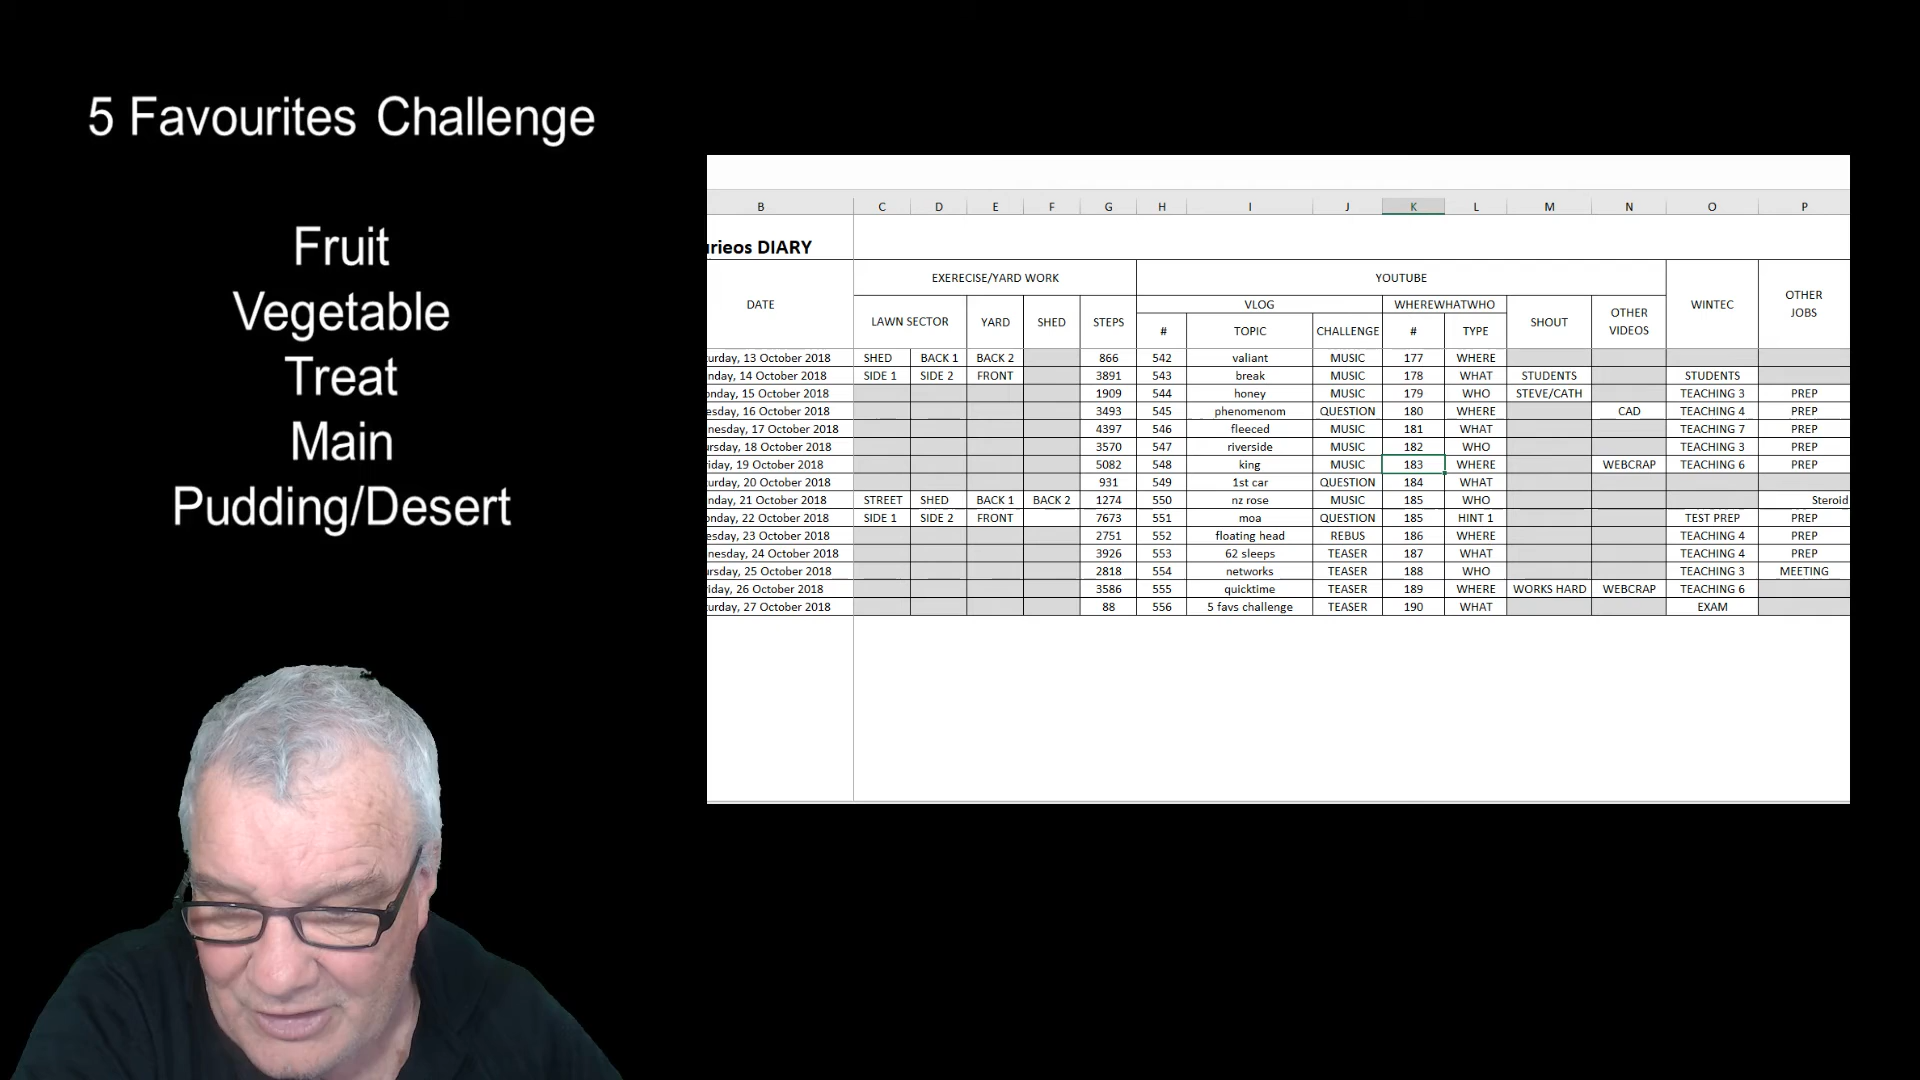 5 Favourites Challenge
Fruit
Vegetable
Treat
Main
Pudding/Desert
B C D E F G H I J K L M N O P
urieos DIARY
EXERECISE/YARD WORK YOUTUBE
DATE LAWN SECTOR YARD SHED STEPS VLOG WHEREWHATWHO SHOUT OTHER VIDEOS WINTEC OTHER JOBS
# TOPIC CHALLENGE # TYPE
urday, 13 October 2018 SHED BACK 1 BACK 2 866 542 valiant MUSIC 177 WHERE
nday, 14 October 2018 SIDE 1 SIDE 2 FRONT 3891 543 break MUSIC 178 WHAT STUDENTS STUDENTS
onday, 15 October 2018 1909 544 honey MUSIC 179 WHO STEVE/CATH TEACHING 3 PREP
esday, 16 October 2018 3493 545 phenomenom QUESTION 180 WHERE CAD TEACHING 4 PREP
nesday, 17 October 2018 4397 546 fleeced MUSIC 181 WHAT TEACHING 7 PREP
ursday, 18 October 2018 3570 547 riverside MUSIC 182 WHO TEACHING 3 PREP
riday, 19 October 2018 5082 548 king MUSIC 183 WHERE WEBCRAP TEACHING 6 PREP
urday, 20 October 2018 931 549 1st car QUESTION 184 WHAT
nday, 21 October 2018 STREET SHED BACK 1 BACK 2 1274 550 nz rose MUSIC 185 WHO Steroid
onday, 22 October 2018 SIDE 1 SIDE 2 FRONT 7673 551 moa QUESTION 185 HINT 1 TEST PREP PREP
esday, 23 October 2018 2751 552 floating head REBUS 186 WHERE TEACHING 4 PREP
nesday, 24 October 2018 3926 553 62 sleeps TEASER 187 WHAT TEACHING 4 PREP
ursday, 25 October 2018 2818 554 networks TEASER 188 WHO TEACHING 3 MEETING
riday, 26 October 2018 3586 555 quicktime TEASER 189 WHERE WORKS HARD WEBCRAP TEACHING 6
urday, 27 October 2018 88 556 5 favs challenge TEASER 190 WHAT EXAM